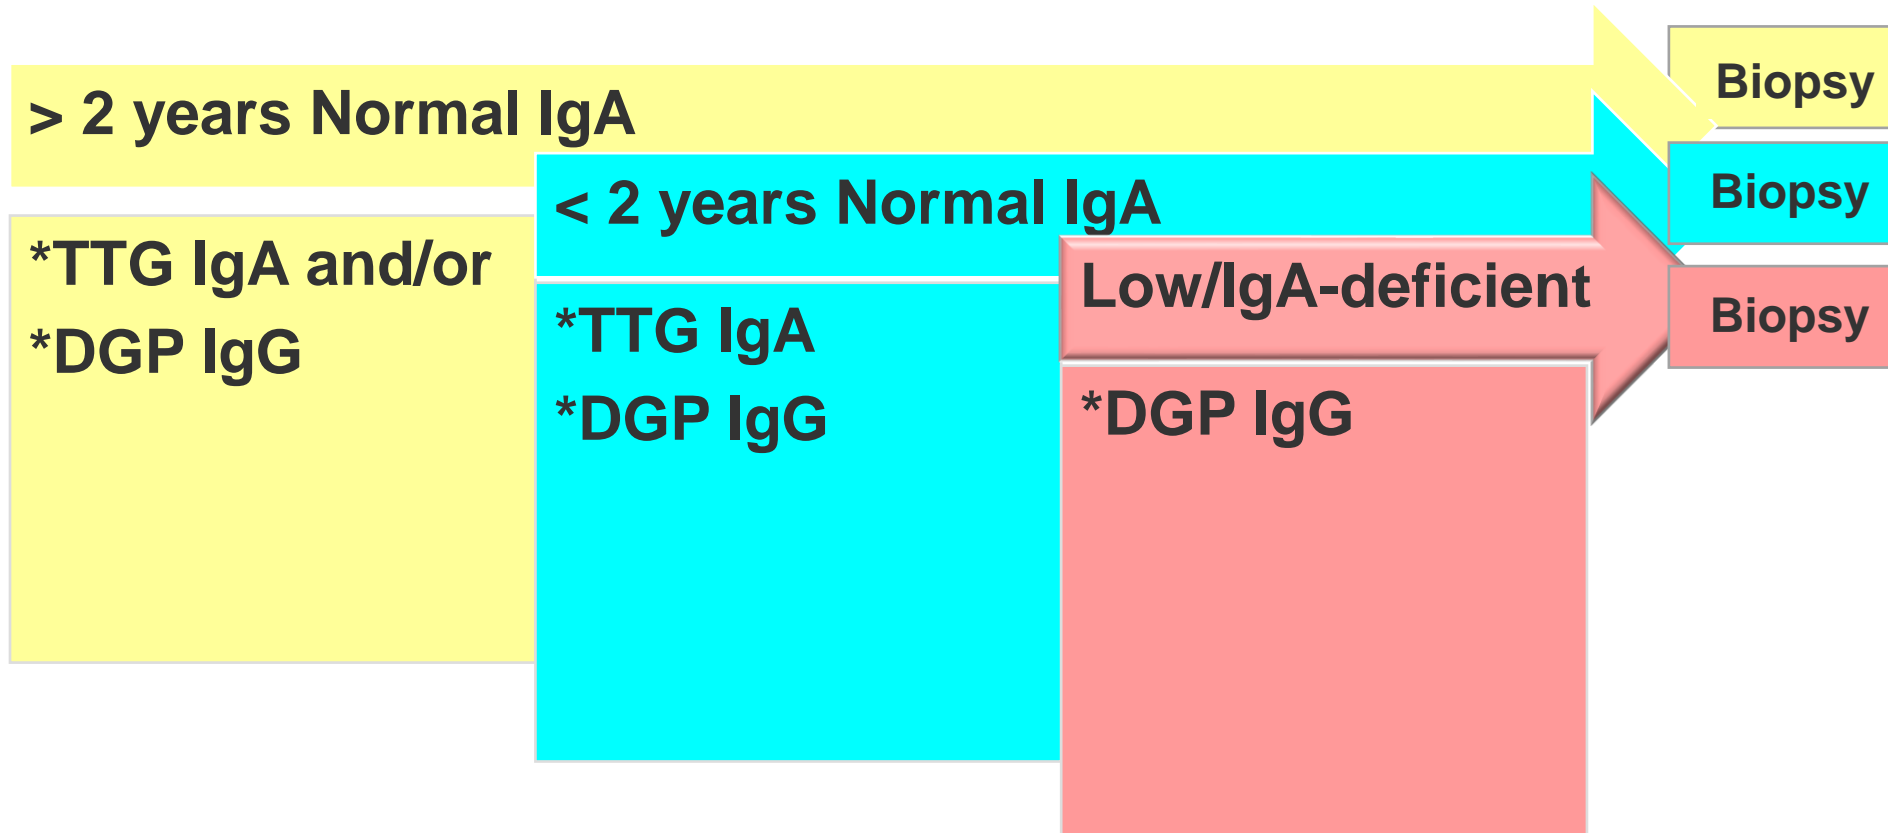 > 2 years Normal IgA
*TTG IgA and/or
*DGP IgG
< 2 years Normal IgA
*TTG IgA
*DGP IgG
Low/IgA-deficient
*DGP IgG
Biopsy
Biopsy
Biopsy